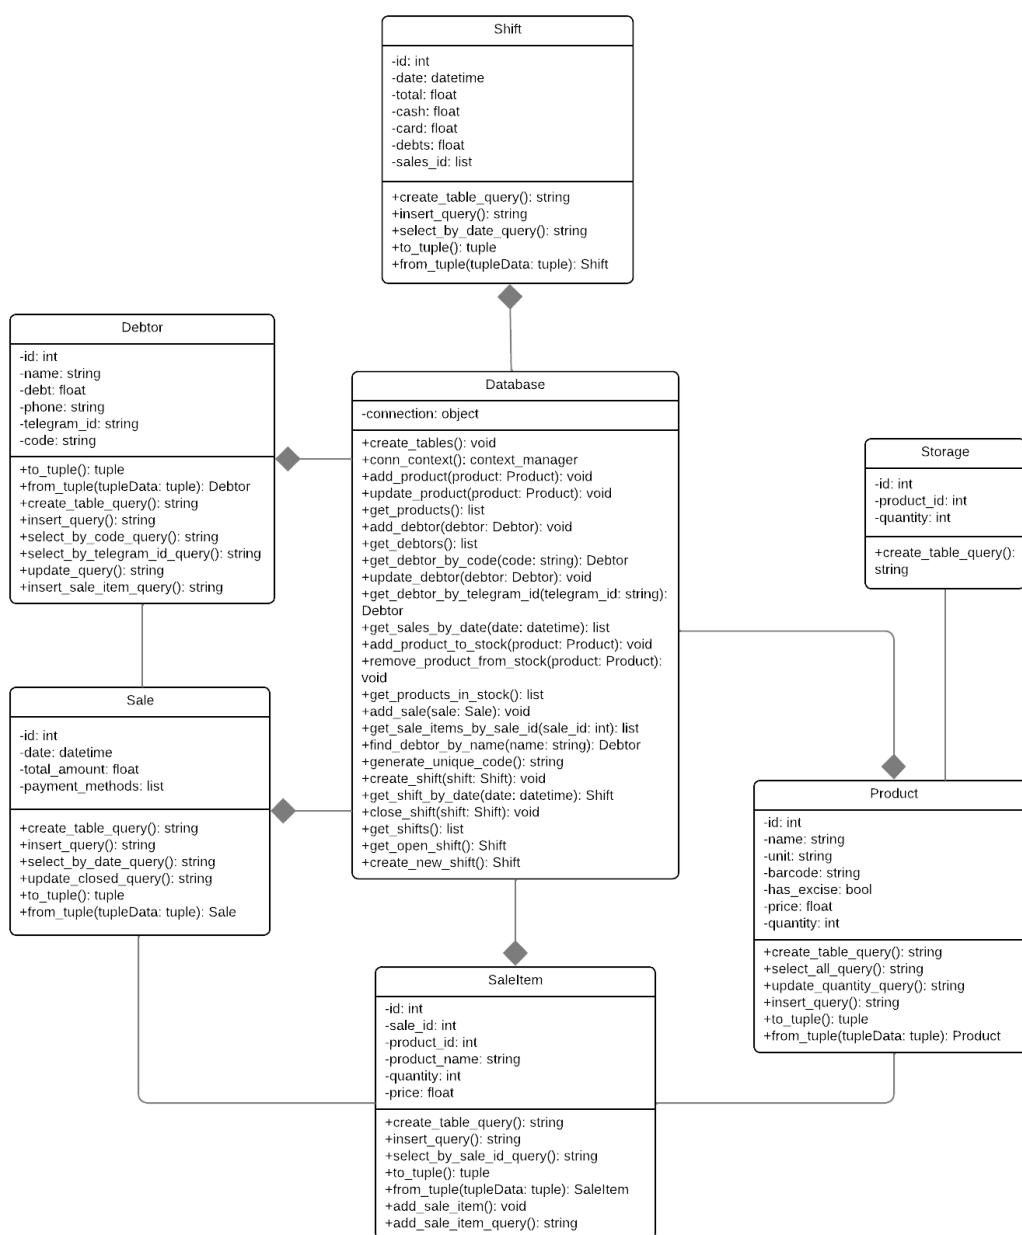 Shift
-id: int
-date: datetime
-total: float
-cash: float
-card: float
-debts: float
-sales_id: list
+create_table_query(): string
+insert_query(): string
+select_by_date_query(): string
+to_tuple(): tuple
+from_tuple(tupleData: tuple): Shift
Debtor
-id: int
-name: string
-debt: float
-phone: string
-telegram_id: string
-code: string
+to_tuple(): tuple
+from_tuple(tupleData: tuple): Debtor
+create_table_query(): string
+insert_query(): string
+select_by_code_query(): string
+select_by_telegram_id_query(): string
+update_query(): string
+insert_sale_item_query(): string
Database
-connection: object
+create_tables(): void
+conn_context(): context_manager
+add_product(product: Product): void
+update_product(product: Product): void
+get_products(): list
+add_debtor(debtor: Debtor): void
+get_debtors(): list
+get_debtor_by_code(code: string): Debtor
+update_debtor(debtor: Debtor): void
+get_debtor_by_telegram_id(telegram_id: string):
Debtor
+get_sales_by_date(date: datetime): list
+add_product_to_stock(product: Product): void
+remove_product_from_stock(product: Product):
void
+get_products_in_stock(): list
+add_sale(sale: Sale): void
+get_sale_items_by_sale_id(sale_id: int): list
+find_debtor_by_name(name: string): Debtor
+generate_unique_code(): string
+create_shift(shift: Shift): void
+get_shift_by_date(date: datetime): Shift
+close_shift(shift: Shift): void
+get_shifts(): list
+get_open_shift(): Shift
+create_new_shift(): Shift
Storage
-id: int
-product_id: int
-quantity: int
+create_table_query():
string
Sale
-id: int
-date: datetime
-total_amount: float
-payment_methods: list
+create_table_query(): string
+insert_query(): string
+select_by_date_query(): string
+update_closed_query(): string
+to_tuple(): tuple
+from_tuple(tupleData: tuple): Sale
Product
-id: int
-name: string
-unit: string
-barcode: string
-has_excise: bool
-price: float
-quantity: int
+create_table_query(): string
+select_all_query(): string
+update_quantity_query(): string
+insert_query(): string
+to_tuple(): tuple
+from_tuple(tupleData: tuple): Product
SaleItem
-id: int
-sale_id: int
-product_id: int
-product_name: string
-quantity: int
-price: float
+create_table_query(): string
+insert_query(): string
+select_by_sale_id_query(): string
+to_tuple(): tuple
+from_tuple(tupleData: tuple): SaleItem
+add_sale_item(): void
+add_sale_item_query(): string